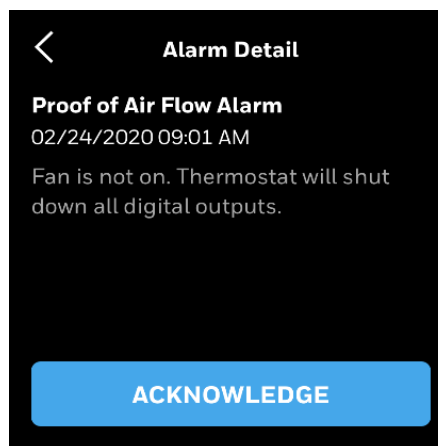 Alarm Detail
Proof of Air Flow Alarm
02/24/2020 09:01 AM
Fan is not on. Thermostat will shut
down all digital outputs.
ACKNOWLEDGE